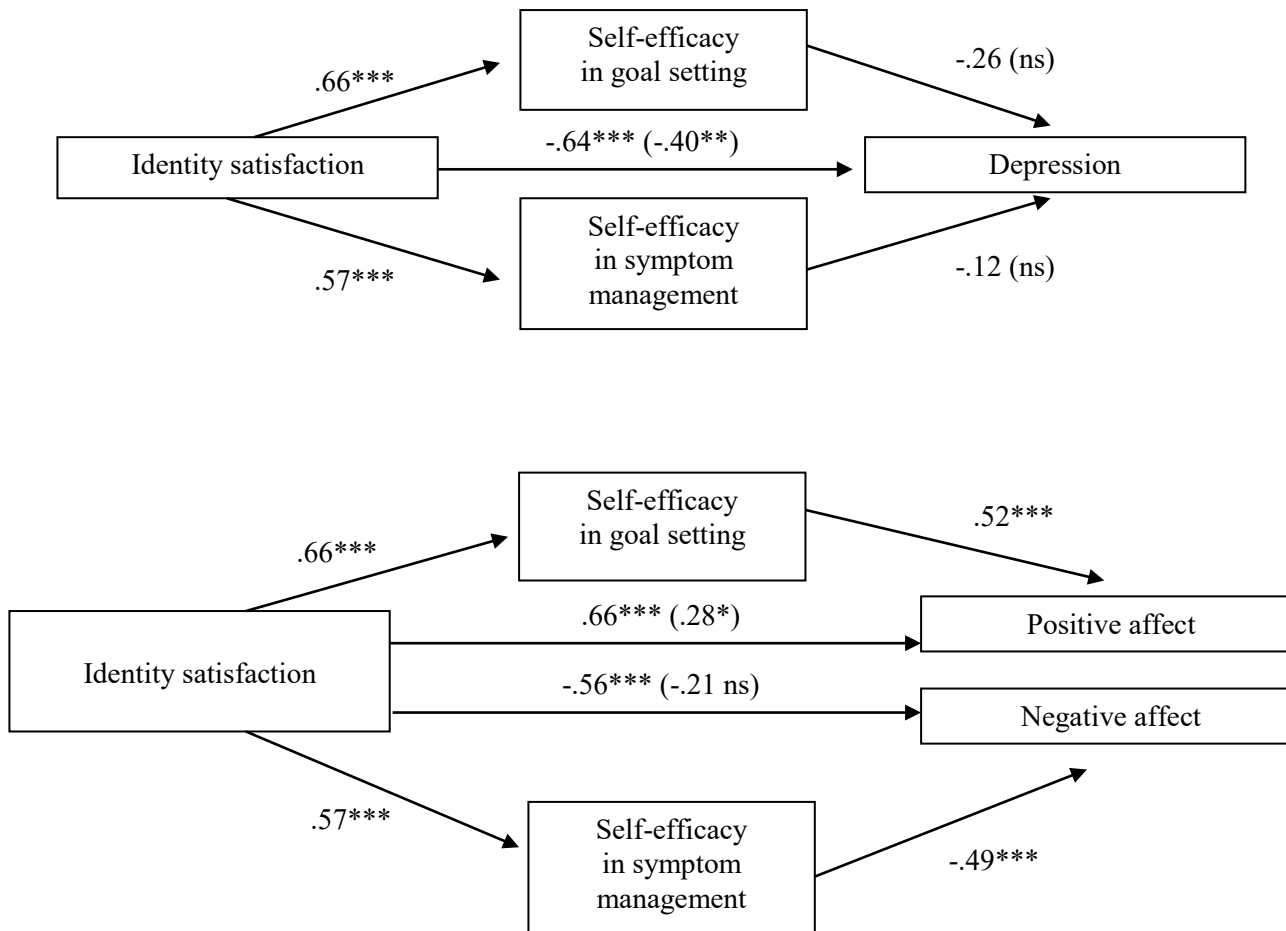 Self-efficacy
in goal setting
-.26 (ns)
.66***
-.64*** (-.40**)
Identity satisfaction
Depression
Self-efficacy
in symptom
management
.57***
-.12 (ns)
Self-efficacy
in goal setting
.52***
.66***
.66*** (.28*)
Positive affect
Identity satisfaction
-.56*** (-.21 ns)
Negative affect
.57***
Self-efficacy
in symptom
management
-.49***